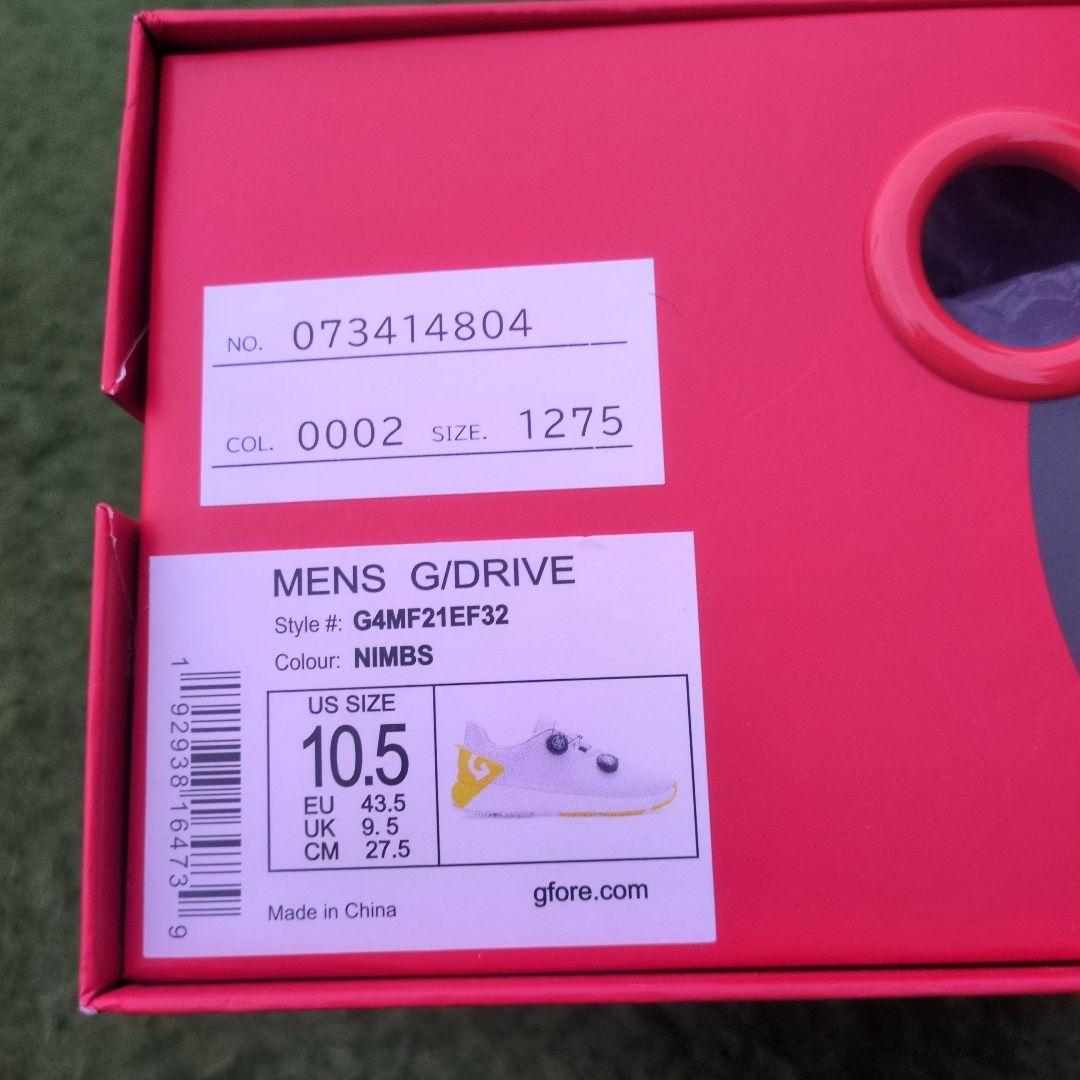 NO. 073414804
COL. 0002 SIZE. 1275
MENS G/DRIVE
Style #: G4MF21EF32
Colour: NIMBS
US SIZE
10.5
EU 43.5
UK 9.5
CM 27.5
1 92938 16473 9
Made in China
gfore.com